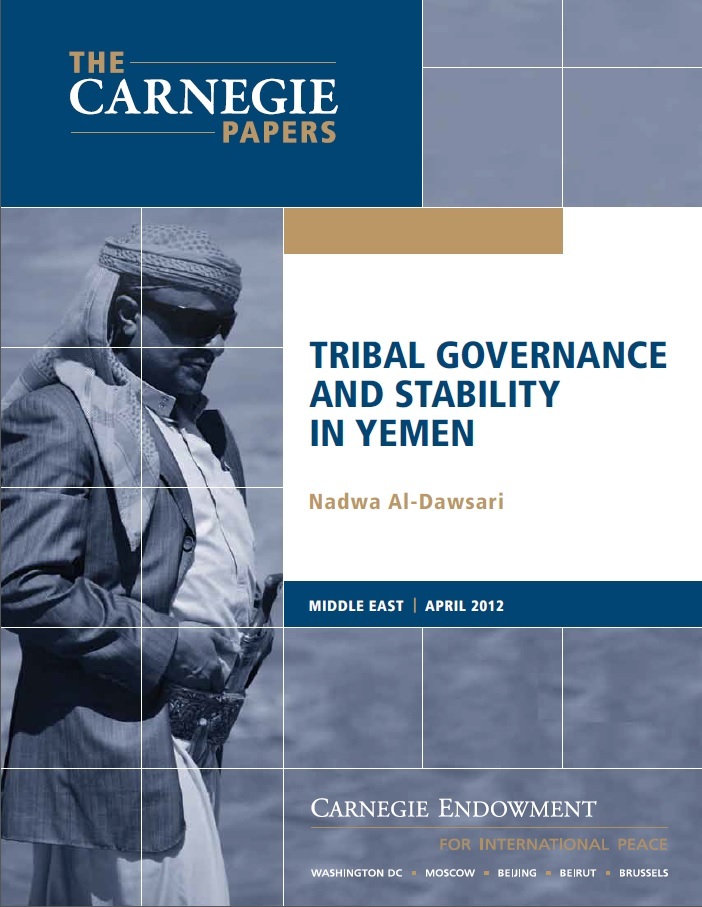 THE
CARNEGIE
PAPERS
TRIBAL GOVERNANCE
AND STABILITY
IN YEMEN
Nadwa Al-Dawsari
MIDDLE EAST | APRIL 2012
CARNEGIE ENDOWMENT
FOR INTERNATIONAL PEACE
WASHINGTON DC ▪ MOSCOW ▪ BEIJING ▪ BEIRUT ▪ BRUSSELS